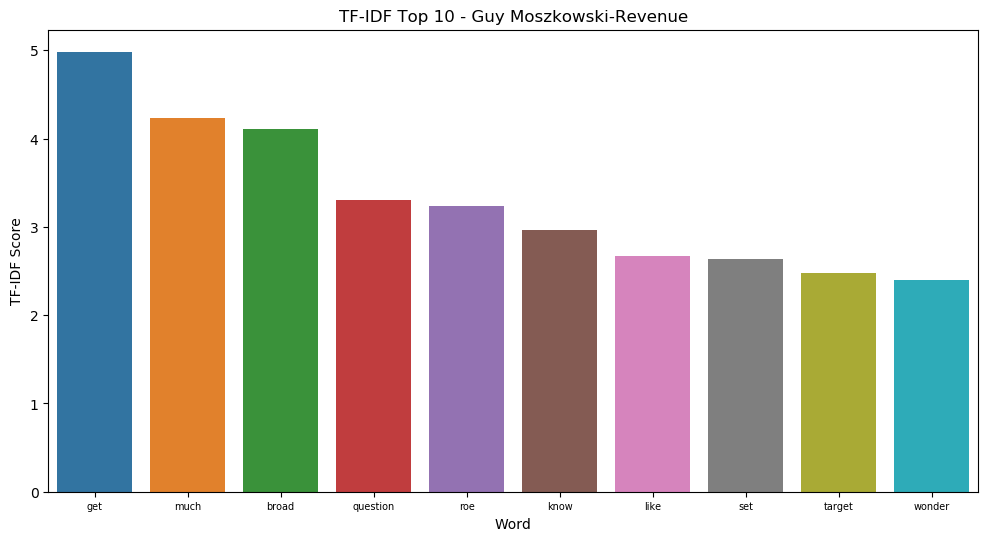 TF-IDF Top 10 - Guy Moszkowski-Revenue
TF-IDF Score
5
4
3
2
1
0
get much broad question roe know like set target wonder
Word